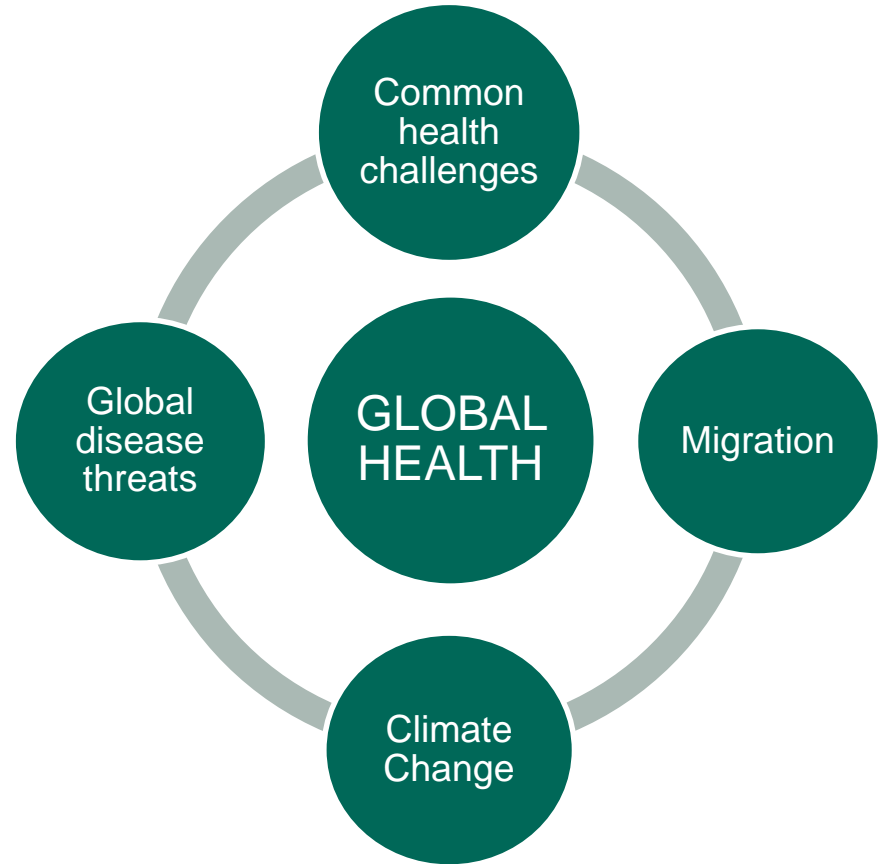 Common
health
challenges
Global
disease
threats
GLOBAL
HEALTH
Migration
Climate
Change